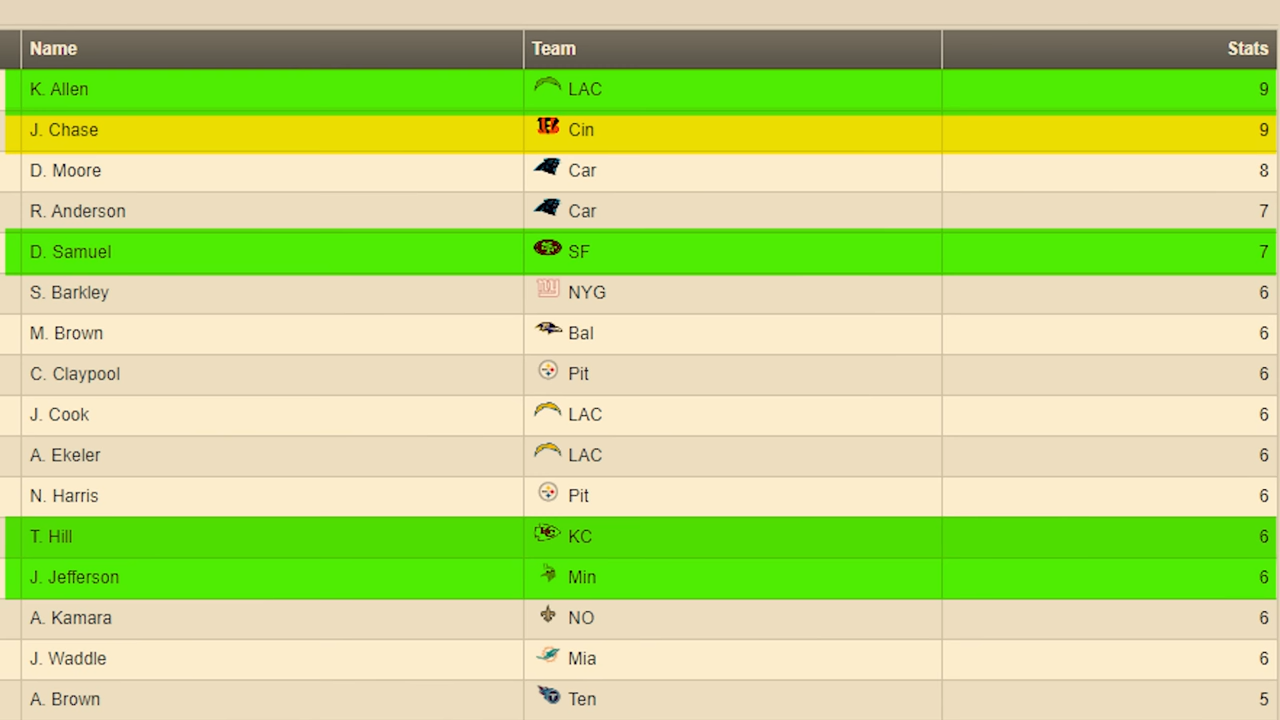 Name Team Stats
K. Allen LAC 9
J. Chase Cin 9
D. Moore Car 8
R. Anderson Car 7
D. Samuel SF 7
S. Barkley NYG 6
M. Brown Bal 6
C. Claypool Pit 6
J. Cook LAC 6
A. Ekeler LAC 6
N. Harris Pit 6
T. Hill KC 6
J. Jefferson Min 6
A. Kamara NO 6
J. Waddle Mia 6
A. Brown Ten 5